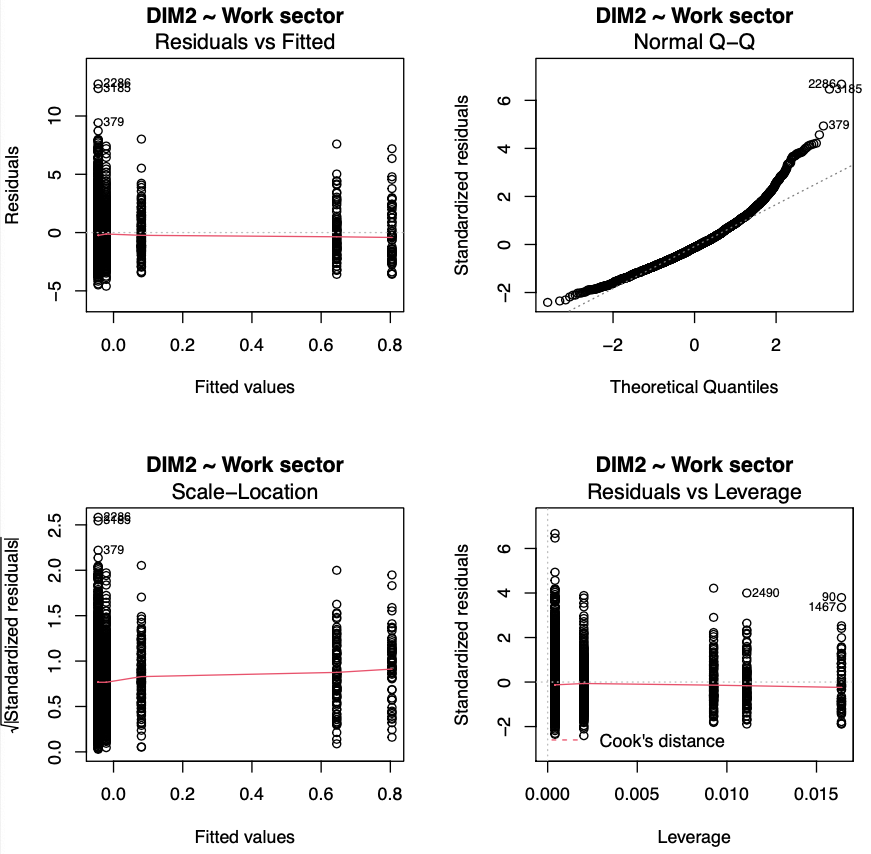 DIM2 ~ Work sector
Residuals vs Fitted
2286
3185
379
10
5
0
−5
Residuals
0.0 0.2 0.4 0.6 0.8
Fitted values
DIM2 ~ Work sector
Normal Q−Q
2286
3185
379
6
4
2
0
−2
Standardized residuals
−2 0 2
Theoretical Quantiles
DIM2 ~ Work sector
Scale−Location
2286
3185
379
2.5
2.0
1.5
1.0
0.5
0.0
√|Standardized residuals|
0.0 0.2 0.4 0.6 0.8
Fitted values
DIM2 ~ Work sector
Residuals vs Leverage
2490
90
1467
6
4
2
0
−2
Standardized residuals
Cook's distance
0.000 0.005 0.010 0.015
Leverage